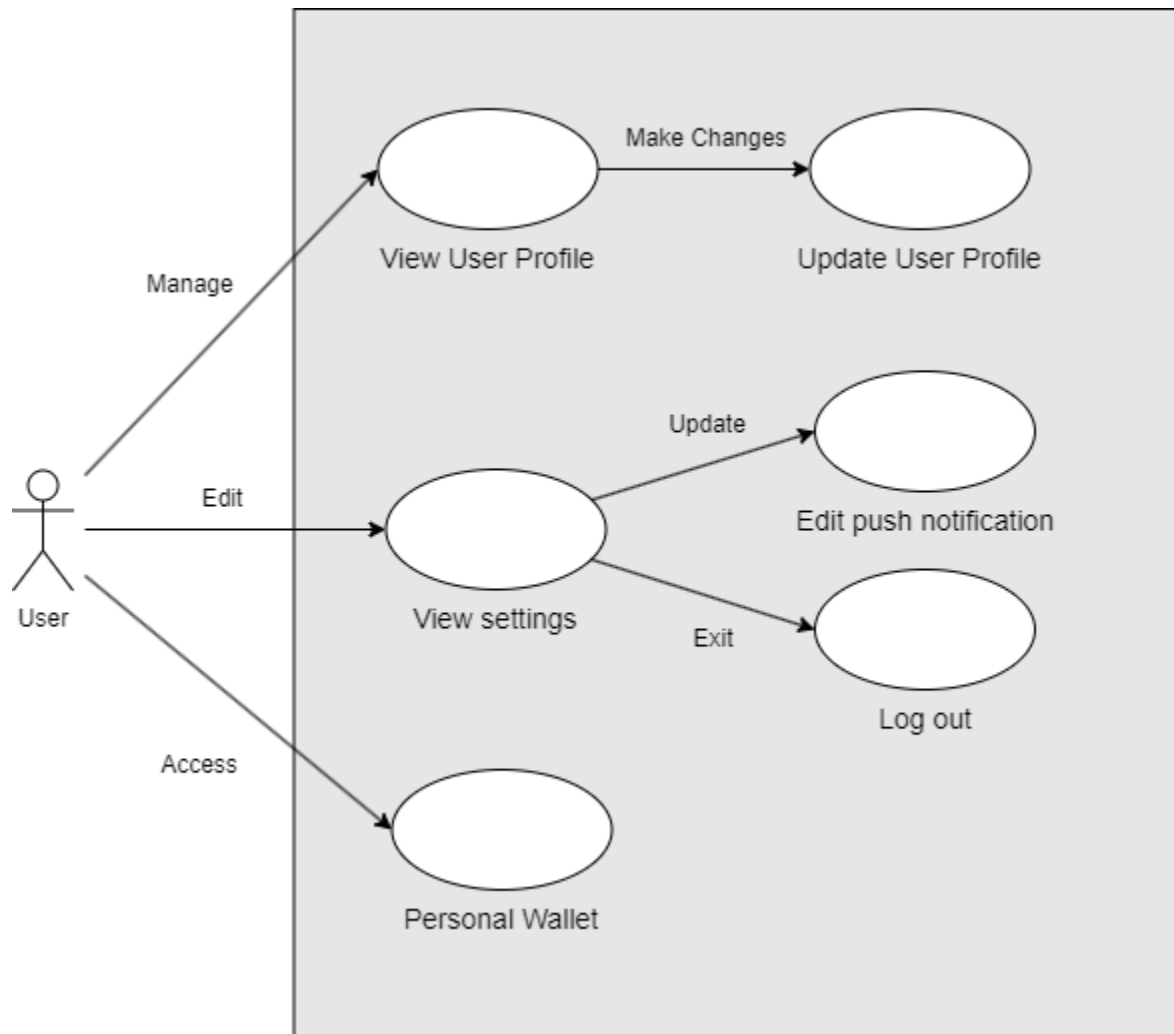 Make Changes
View User Profile
Update User Profile
Manage
Update
Edit
Edit push notification
User
View settings
Exit
Log out
Access
Personal Wallet